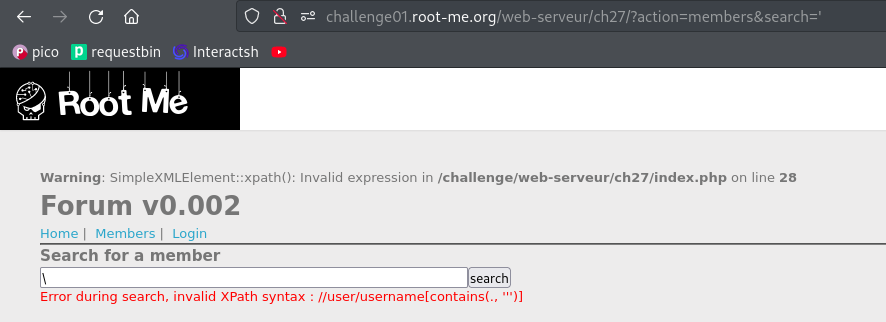 challenge01.root-me.org/web-serveur/ch27/?action=members&search='
pico requestbin Interactsh
Root Me
Warning: SimpleXMLElement::xpath(): Invalid expression in /challenge/web-serveur/ch27/index.php on line 28
Forum v0.002
Home | Members | Login
Search for a member
\ search
Error during search, invalid XPath syntax : //user/username[contains(., ''')]